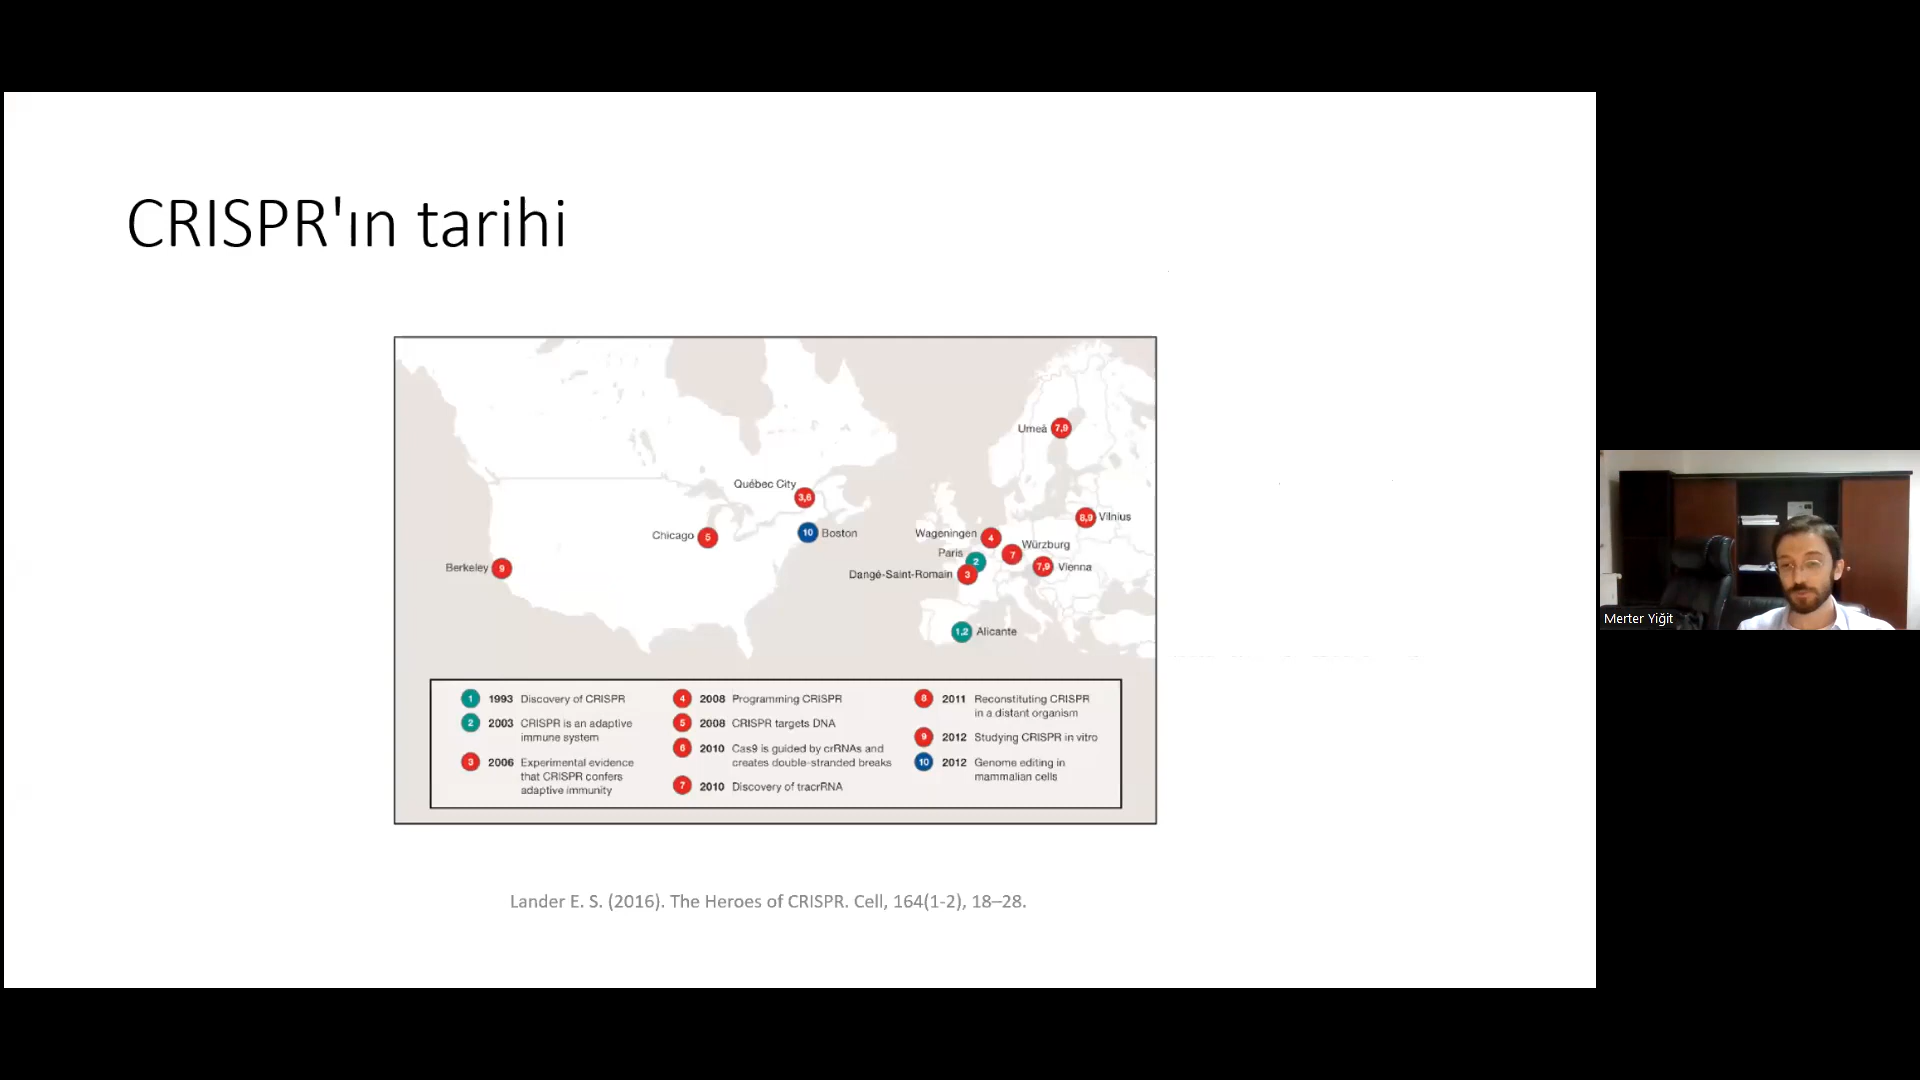 CRISPR'ın tarihi
Umeå 7,9
Québec City
3,6
Chicago 5
10 Boston
Berkeley 9
Vilnius
Wageningen 4
Würzburg
7
Paris
2
7,9 Vienna
Dangé-Saint-Romain 3
1,2 Alicante
1 1993 Discovery of CRISPR
2 2003 CRISPR is an adaptive
immune system
3 2006 Experimental evidence
that CRISPR confers
adaptive immunity
4 2008 Programming CRISPR
5 2008 CRISPR targets DNA
6 2010 Cas9 is guided by crRNAs and
creates double-stranded breaks
7 2010 Discovery of tracrRNA
8 2011 Reconstituting CRISPR
in a distant organism
9 2012 Studying CRISPR in vitro
10 2012 Genome editing in
mammalian cells
Lander E. S. (2016). The Heroes of CRISPR. Cell, 164(1-2), 18–28.
Merter Yiğit